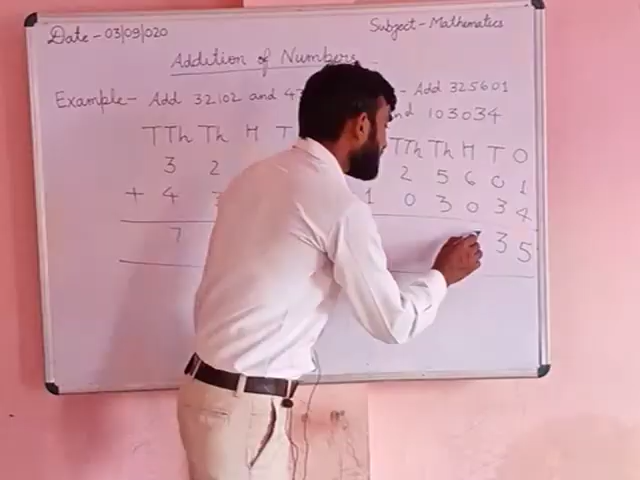 Date - 03/09/020
Subject - Mathematics
Addition of Numbers
Example - Add 32102 and 4
- Add 325601
nd 103034
TTh Th H T
3 2
+ 4
7
TTh Th H T O
2 5 6 0 1
1 0 3 0 3 4
3 5